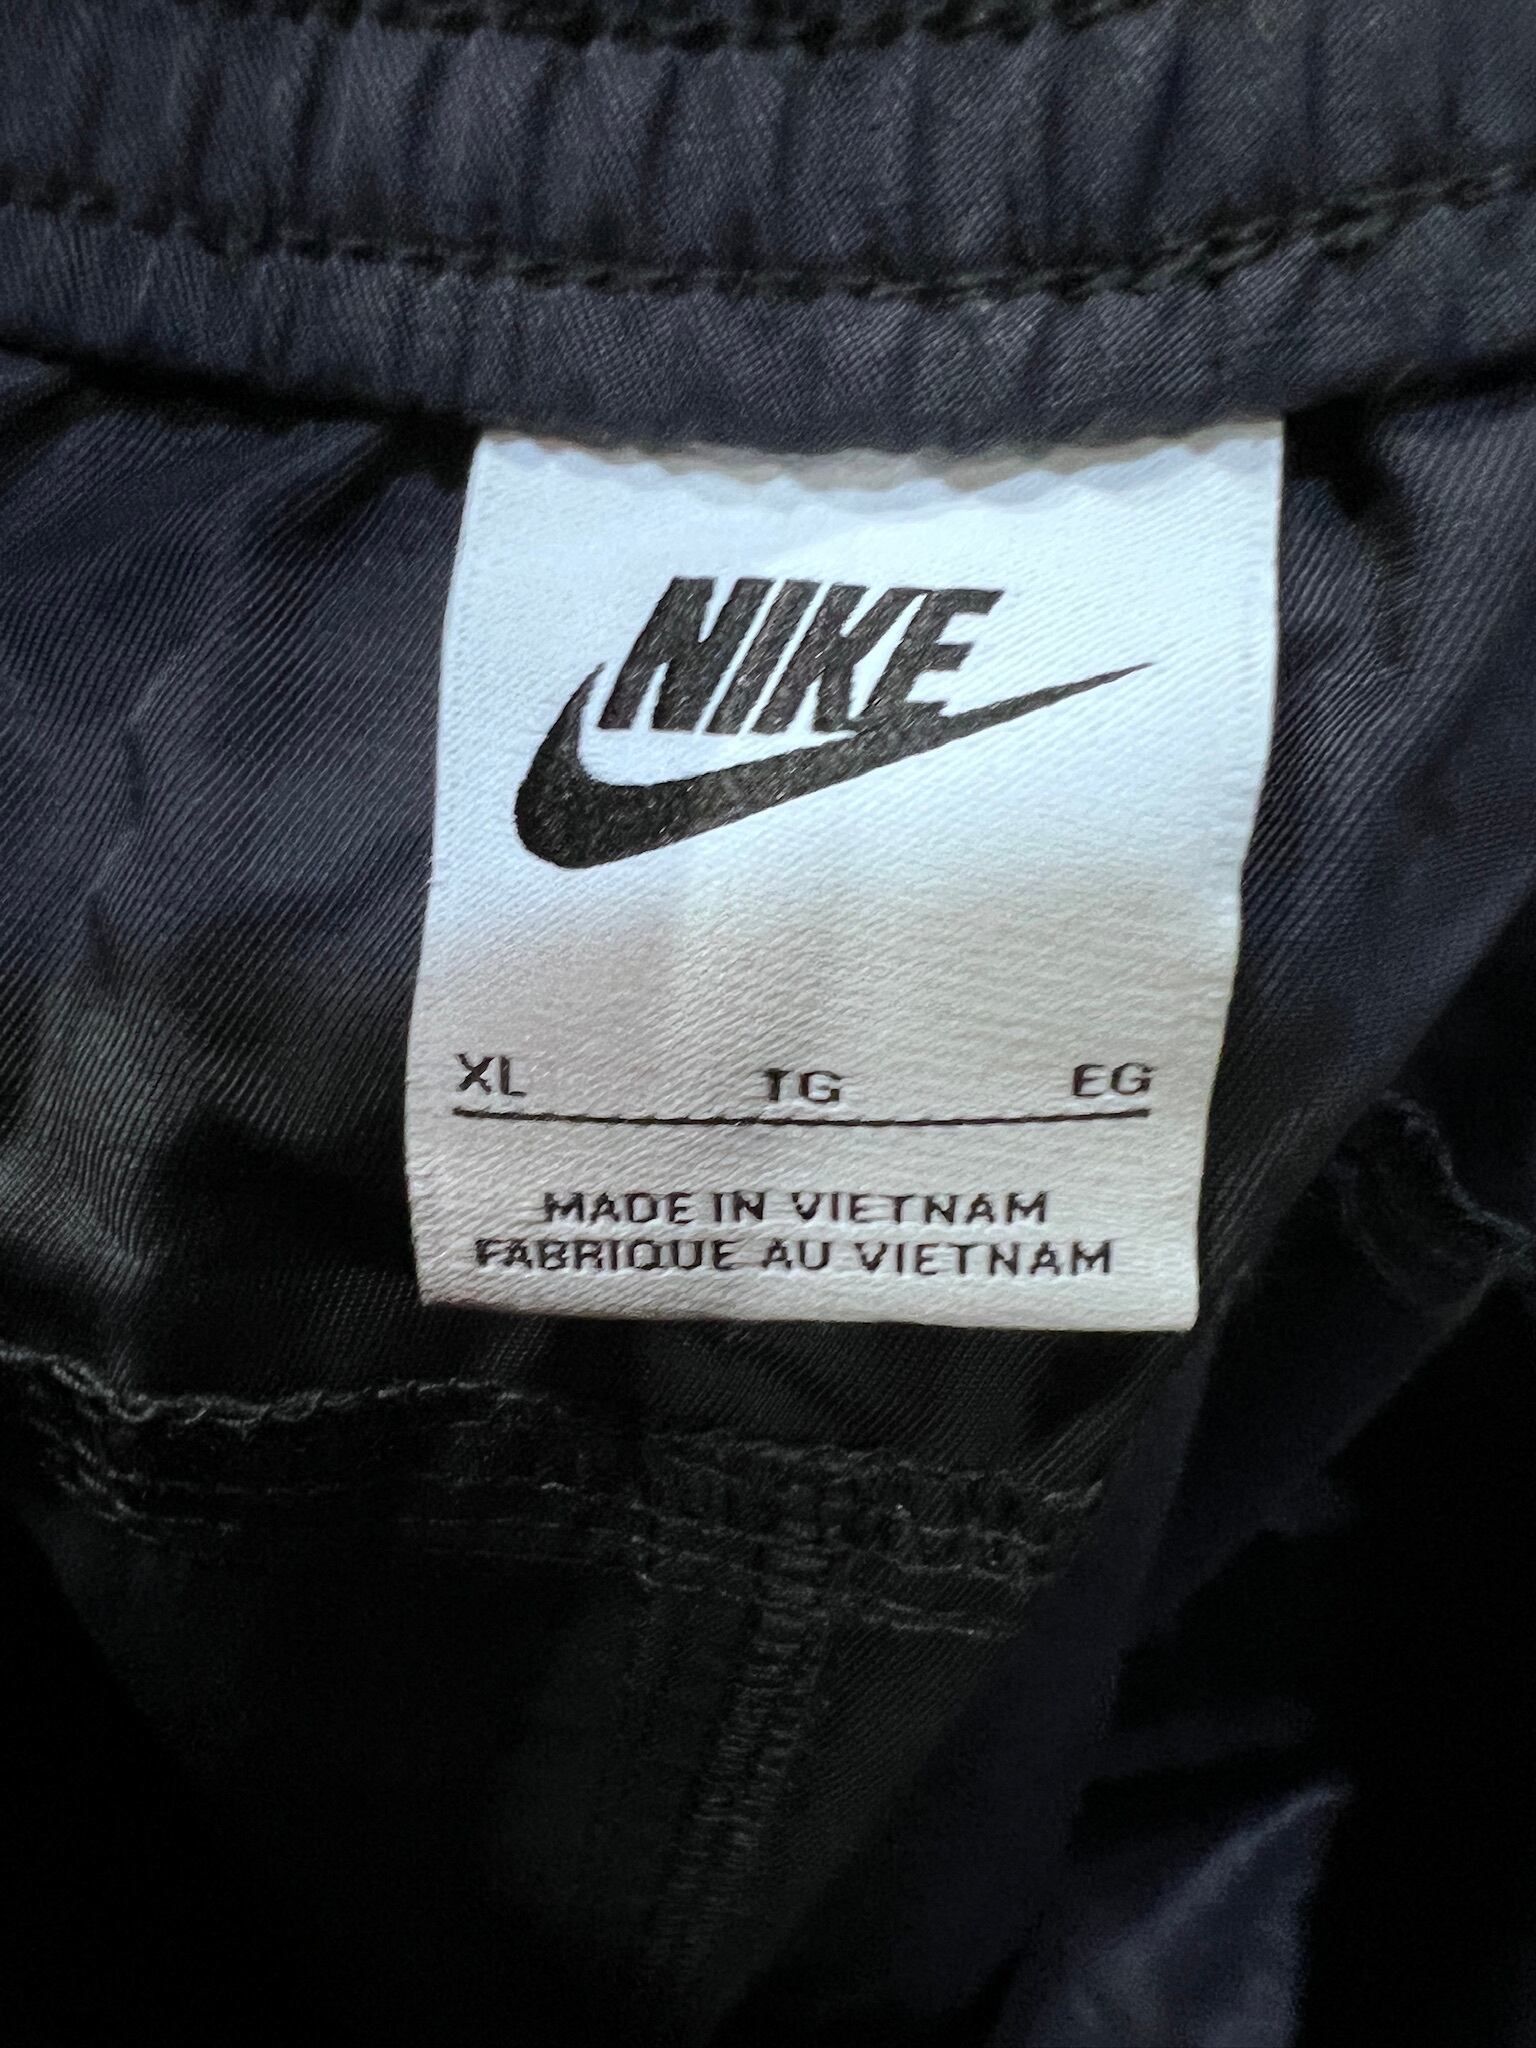 NIKE
XL TG EG
MADE IN VIETNAM
FABRIQUE AU VIETNAM